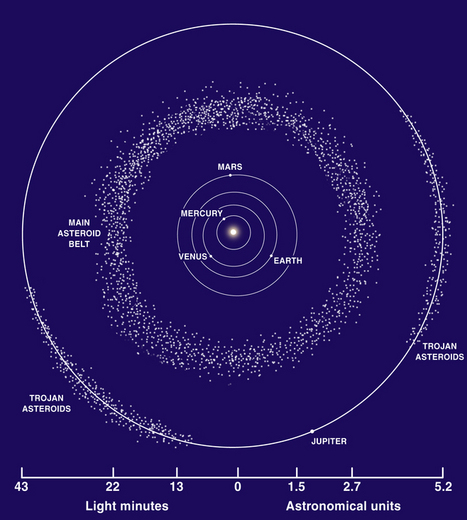 MARS
MERCURY
MAIN
ASTEROID
BELT
VENUS
EARTH
TROJAN
ASTEROIDS
TROJAN
ASTEROIDS
JUPITER
43 22 13 0 1.5 2.7 5.2
Light minutes Astronomical units